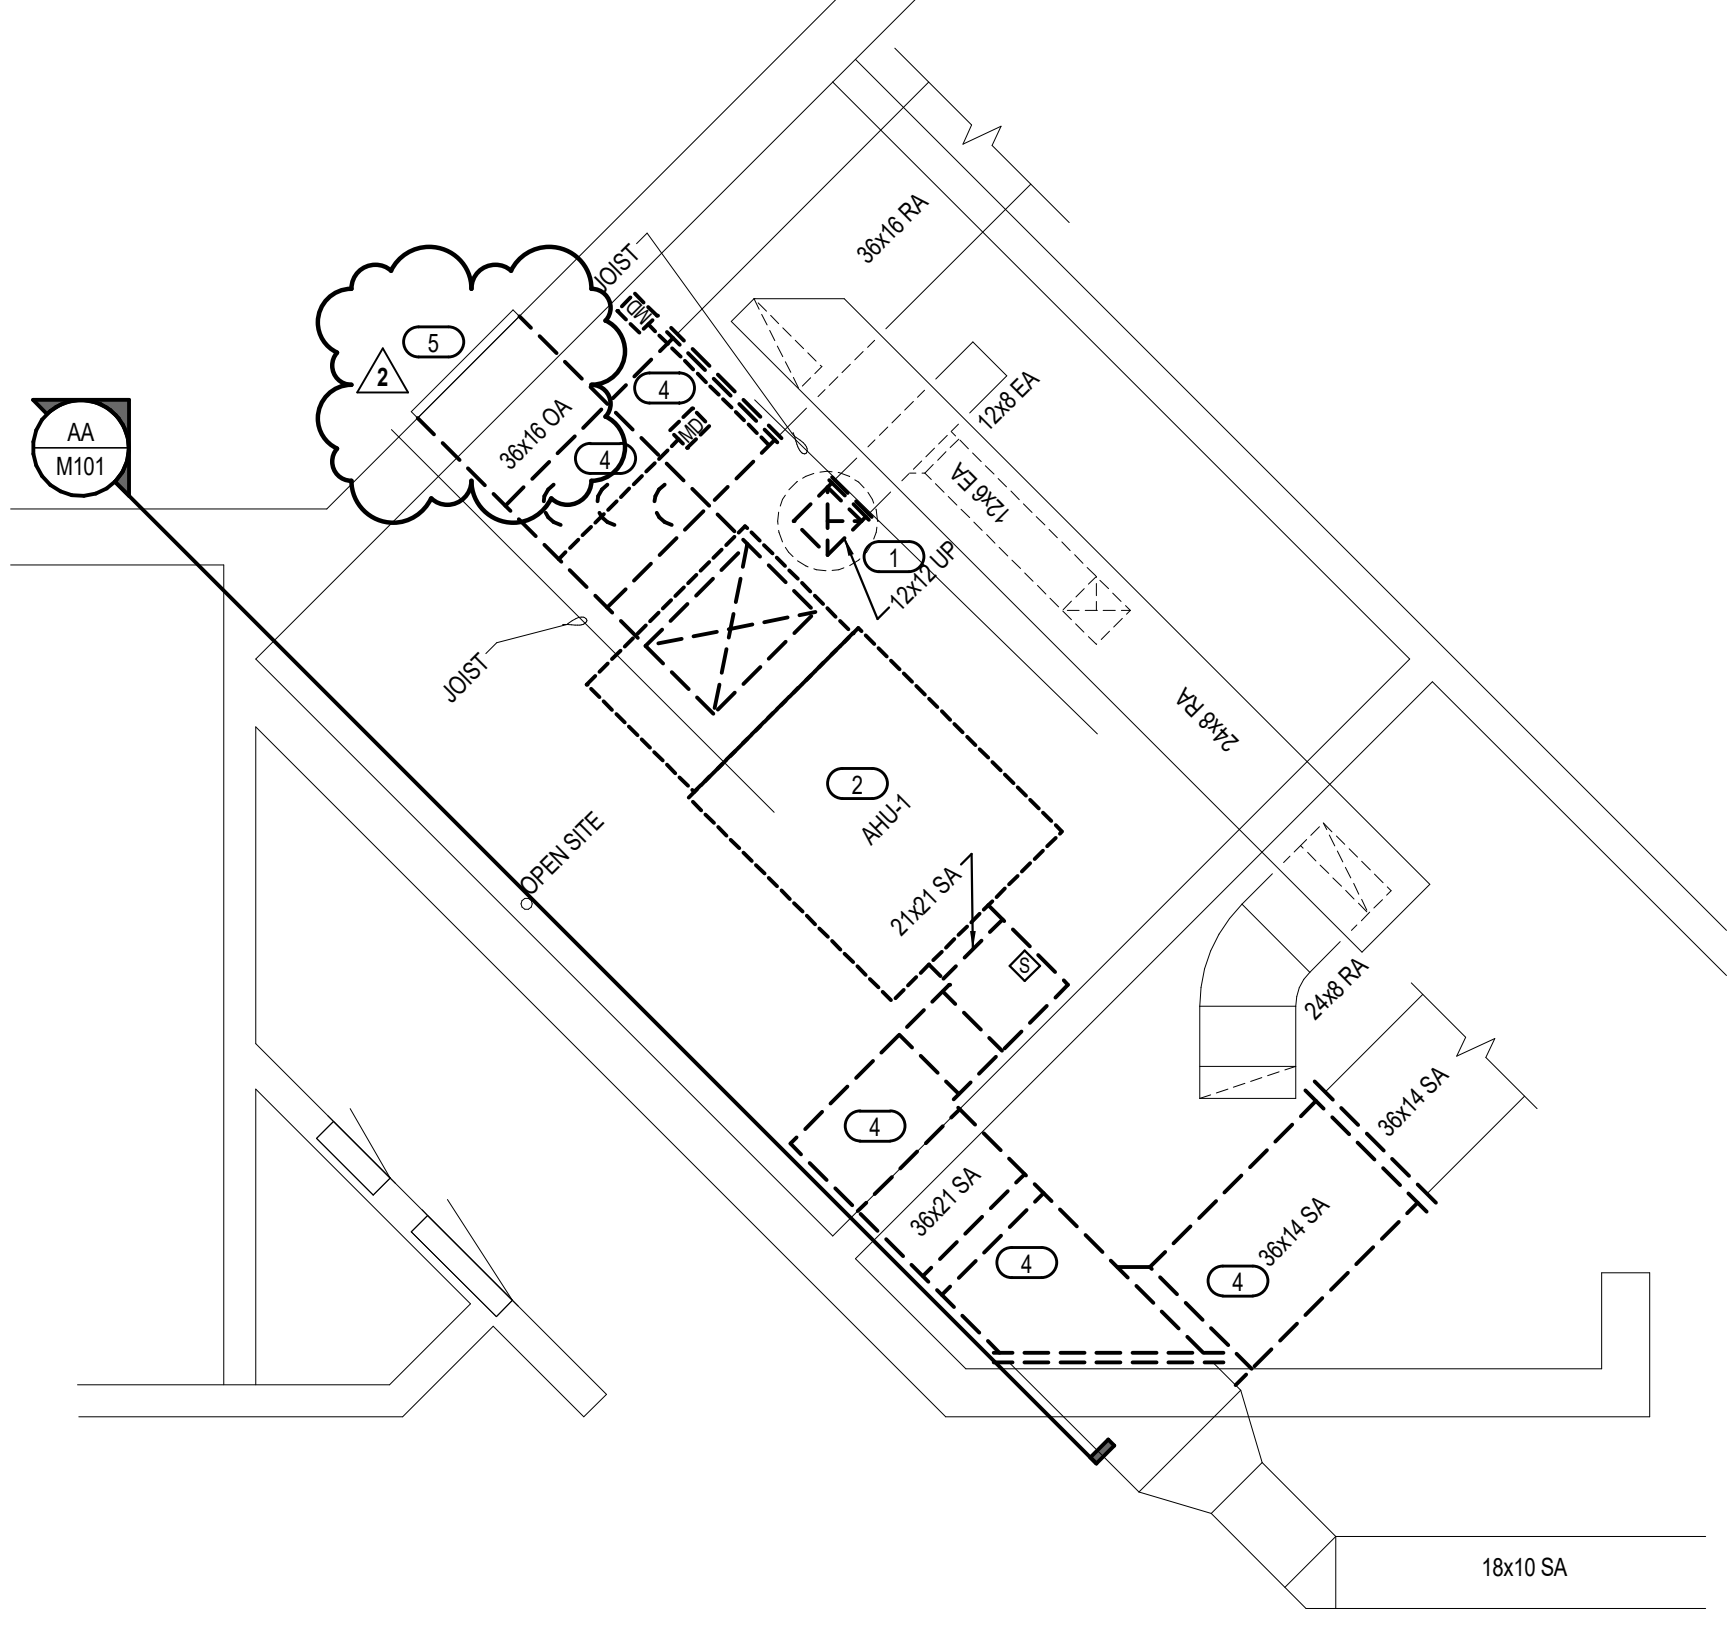 36x16 RA
JOIST
MD
5
2
4
12x8 EA
36x16 OA
MD
AA
M101
4
12x6 EA
1
12x12 UP
JOIST
24x8 RA
2
AHU-1
OPEN SITE
21x21 SA
S
24x8 RA
36x14 SA
4
36x21 SA
36x14 SA
4
4
18x10 SA